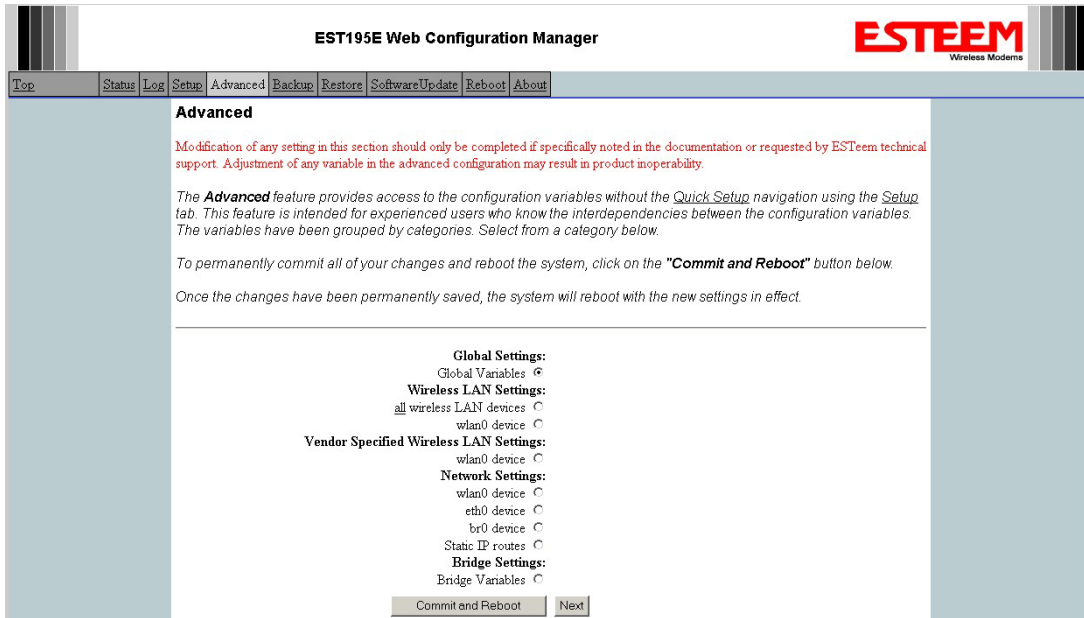 EST195E Web Configuration Manager
ESTEEM
Wireless Modems
Top Status Log Setup Advanced Backup Restore SoftwareUpdate Reboot About
Advanced
Modification of any setting in this section should only be completed if specifically noted in the documentation or requested by ESTeem technical
support. Adjustment of any variable in the advanced configuration may result in product inoperability.
The Advanced feature provides access to the configuration variables without the Quick Setup navigation using the Setup
tab. This feature is intended for experienced users who know the interdependencies between the configuration variables.
The variables have been grouped by categories. Select from a category below.
To permanently commit all of your changes and reboot the system, click on the "Commit and Reboot" button below.
Once the changes have been permanently saved, the system will reboot with the new settings in effect.
Global Settings:
Global Variables
Wireless LAN Settings:
all wireless LAN devices
wlan0 device
Vendor Specified Wireless LAN Settings:
wlan0 device
Network Settings:
wlan0 device
eth0 device
br0 device
Static IP routes
Bridge Settings:
Bridge Variables
Commit and Reboot Next